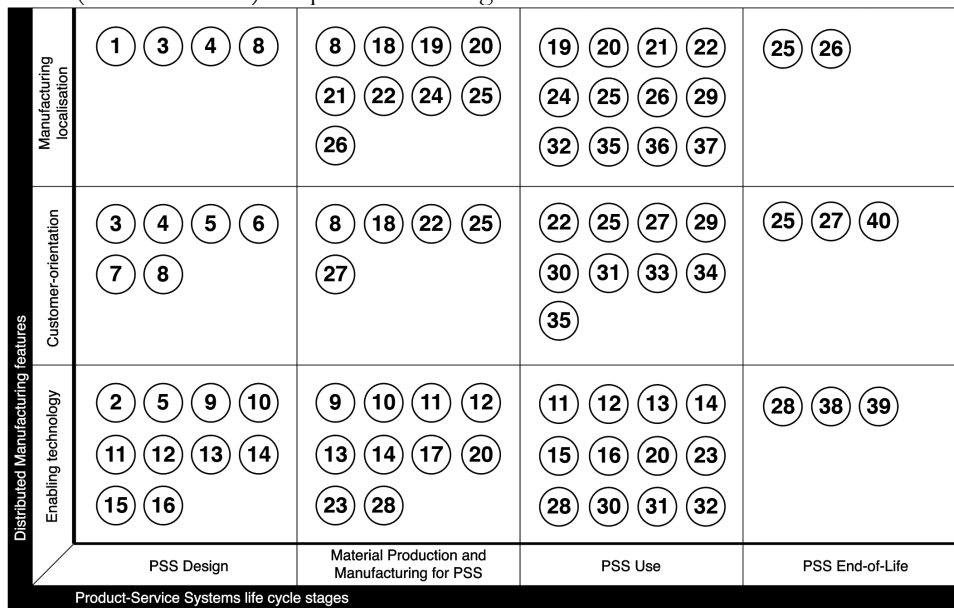 Manufacturing
localisation
1 3 4 8
8 18 19 20
21 22 24 25
26
19 20 21 22
24 25 26 29
32 35 36 37
25 26
Customer-orientation
3 4 5 6
7 8
8 18 22 25
27
22 25 27 29
30 31 33 34
35
25 27 40
Enabling technology
2 5 9 10
11 12 13 14
15 16
9 10 11 12
13 14 17 20
23 28
11 12 13 14
15 16 20 23
28 30 31 32
28 38 39
Distributed Manufacturing features
PSS Design
Material Production and
Manufacturing for PSS
PSS Use
PSS End-of-Life
Product-Service Systems life cycle stages